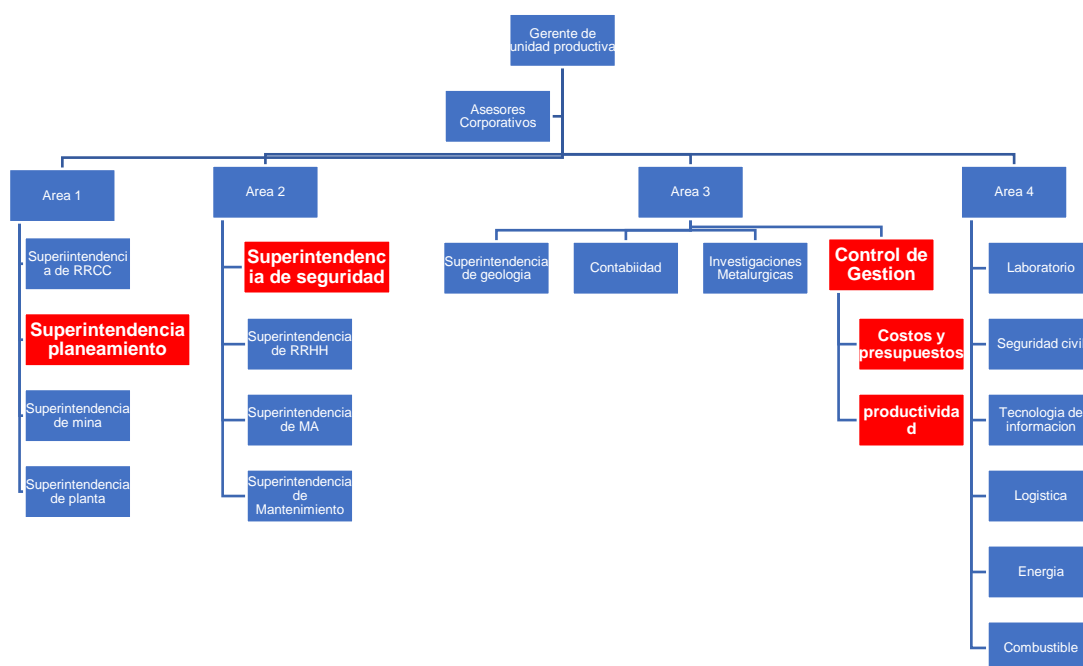 Gerente de
unidad productiva
Asesores
Corporativos
Area 1
Area 2
Area 3
Area 4
Superiintendenci
a de RRCC
Superintendencia
planeamiento
Superintendencia
de mina
Superintendencia
de planta
Superintendenc
ia de seguridad
Superintendencia
de RRHH
Superintendencia
de MA
Superintendencia
de
Mantenimiento
Superintendencia
de geologia
Contabiidad
Investigaciones
Metalurgicas
Control de
Gestion
Costos y
presupuestos
productivida
d
Laboratorio
Seguridad civil
Tecnologia de
informacion
Logistica
Energia
Combustible